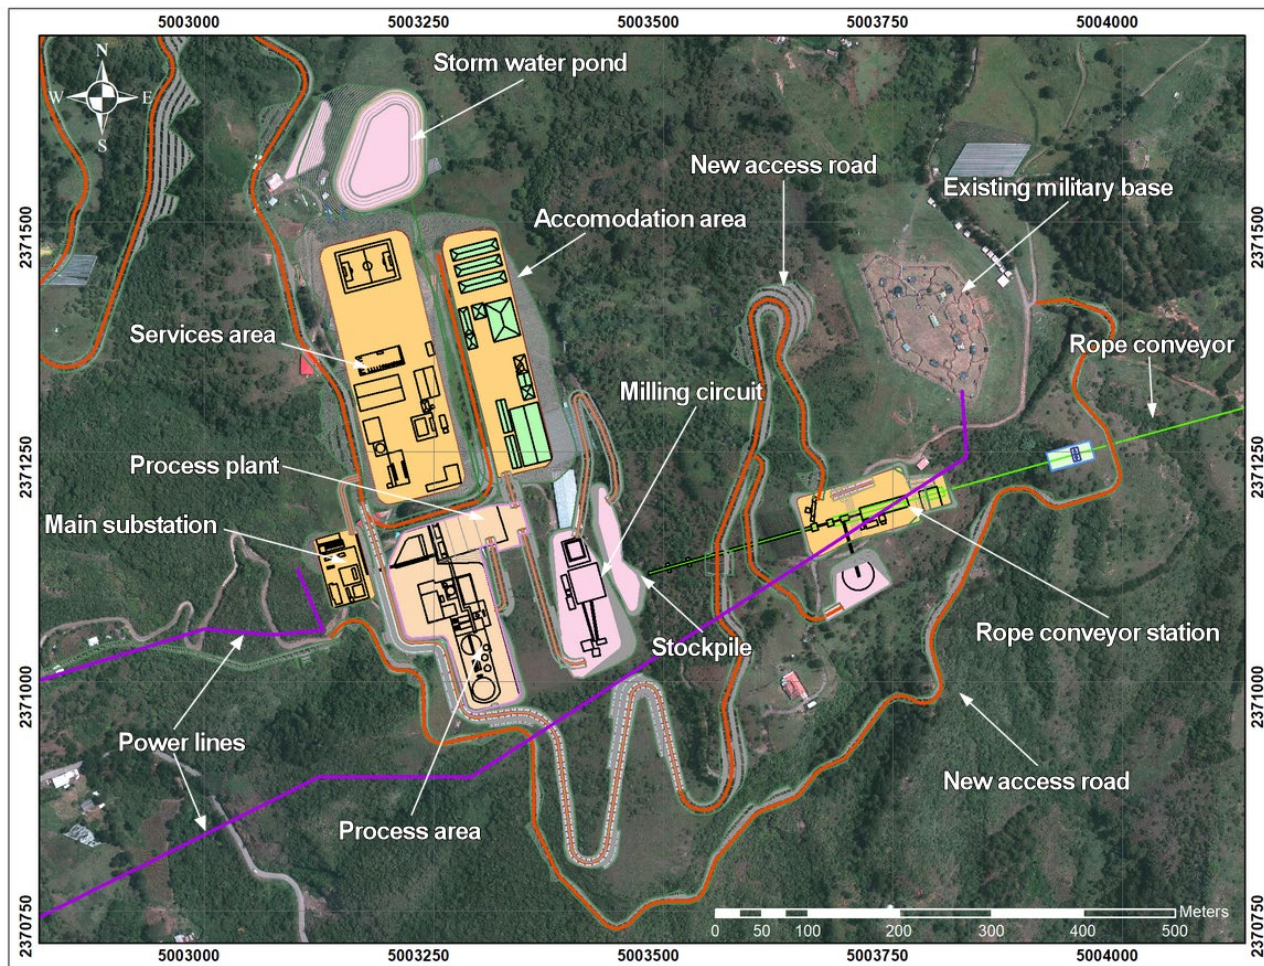 5003000 5003250 5003500 5003750 5004000
N
W E
S
Storm water pond
New access road
Existing military base
Accomodation area
2371500
2371500
Services area
Rope conveyor
Milling circuit
2371250
2371250
Process plant
Main substation
Rope conveyor station
Stockpile
2371000
2371000
Power lines
New access road
Process area
2370750
2370750
Meters
0 50 100 200 300 400 500
5003000 5003250 5003500 5003750 5004000